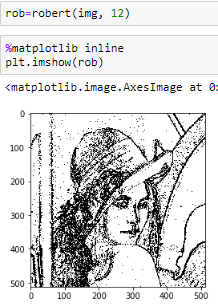 rob=robert(img, 12)
%matplotlib inline
plt.imshow(rob)
<matplotlib.image.AxesImage at 0
0
100
200
300
400
500
0 100 200 300 400 500